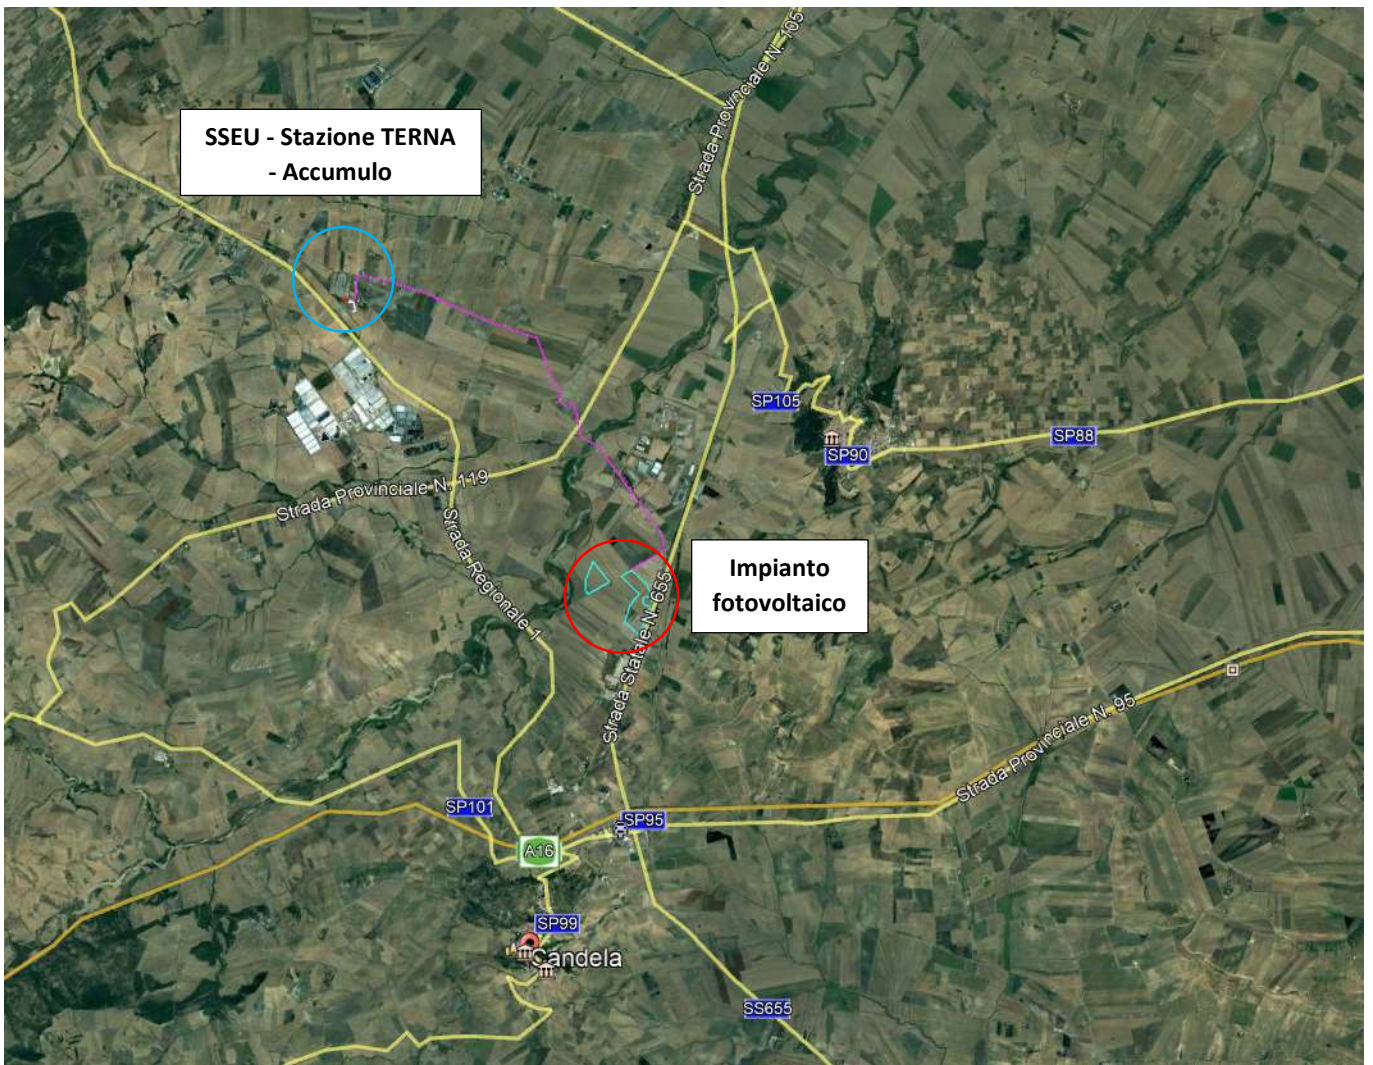 Strada Provinciale N. 105
SSEU - Stazione TERNA
- Accumulo
SP105
SP88
SP90
Strada Provinciale N. 119
Strada Regionale 1
Impianto
fotovoltaico
Strada Statale N. 655
Strada Provinciale N. 95
SP101
SP95
A16
SP99
Candela
SS655